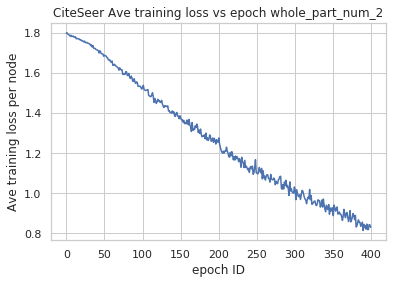 CiteSeer Ave training loss vs epoch whole_part_num_2
Ave training loss per node
1.8
1.6
1.4
1.2
1.0
0.8
0 50 100 150 200 250 300 350 400
epoch ID